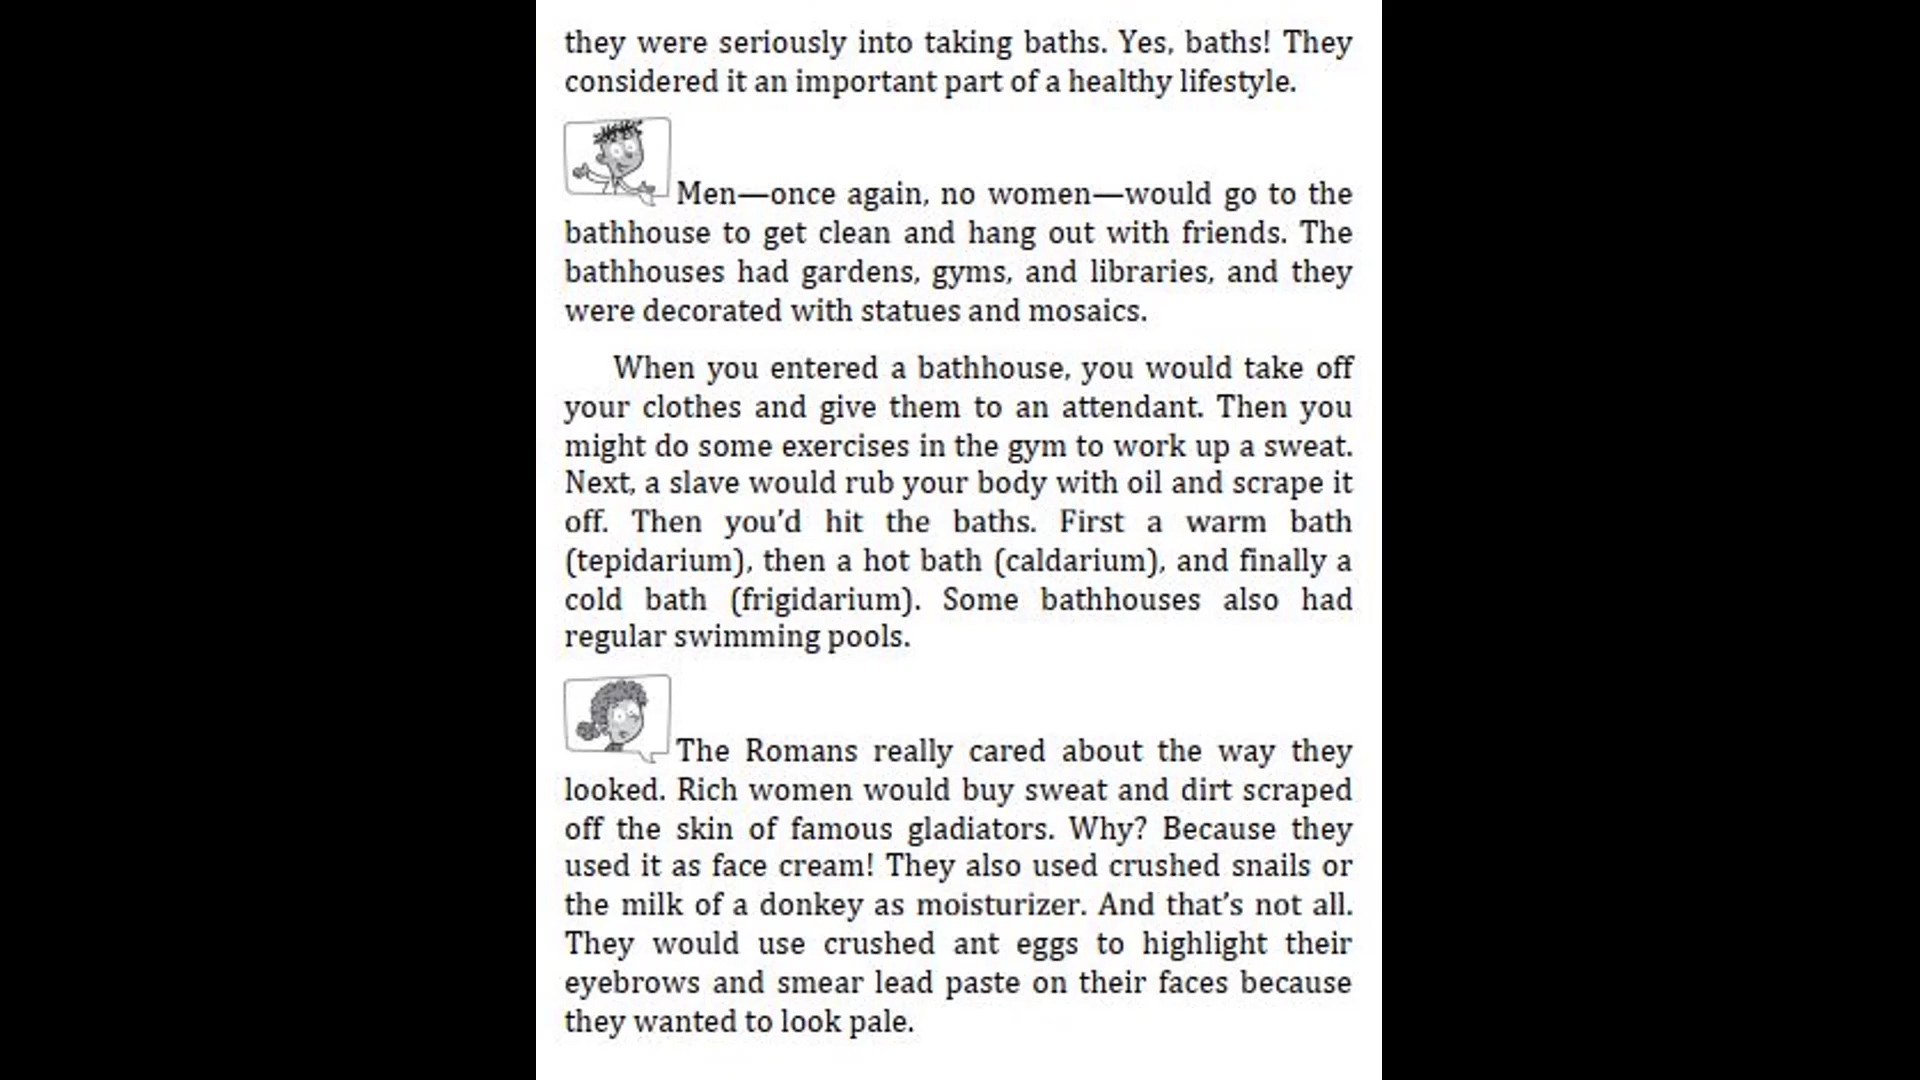 they were seriously into taking baths. Yes, baths! They
considered it an important part of a healthy lifestyle.
Men—once again, no women—would go to the
bathhouse to get clean and hang out with friends. The
bathhouses had gardens, gyms, and libraries, and they
were decorated with statues and mosaics.
When you entered a bathhouse, you would take off
your clothes and give them to an attendant. Then you
might do some exercises in the gym to work up a sweat.
Next, a slave would rub your body with oil and scrape it
off. Then you’d hit the baths. First a warm bath
(tepidarium), then a hot bath (caldarium), and finally a
cold bath (frigidarium). Some bathhouses also had
regular swimming pools.
The Romans really cared about the way they
looked. Rich women would buy sweat and dirt scraped
off the skin of famous gladiators. Why? Because they
used it as face cream! They also used crushed snails or
the milk of a donkey as moisturizer. And that’s not all.
They would use crushed ant eggs to highlight their
eyebrows and smear lead paste on their faces because
they wanted to look pale.